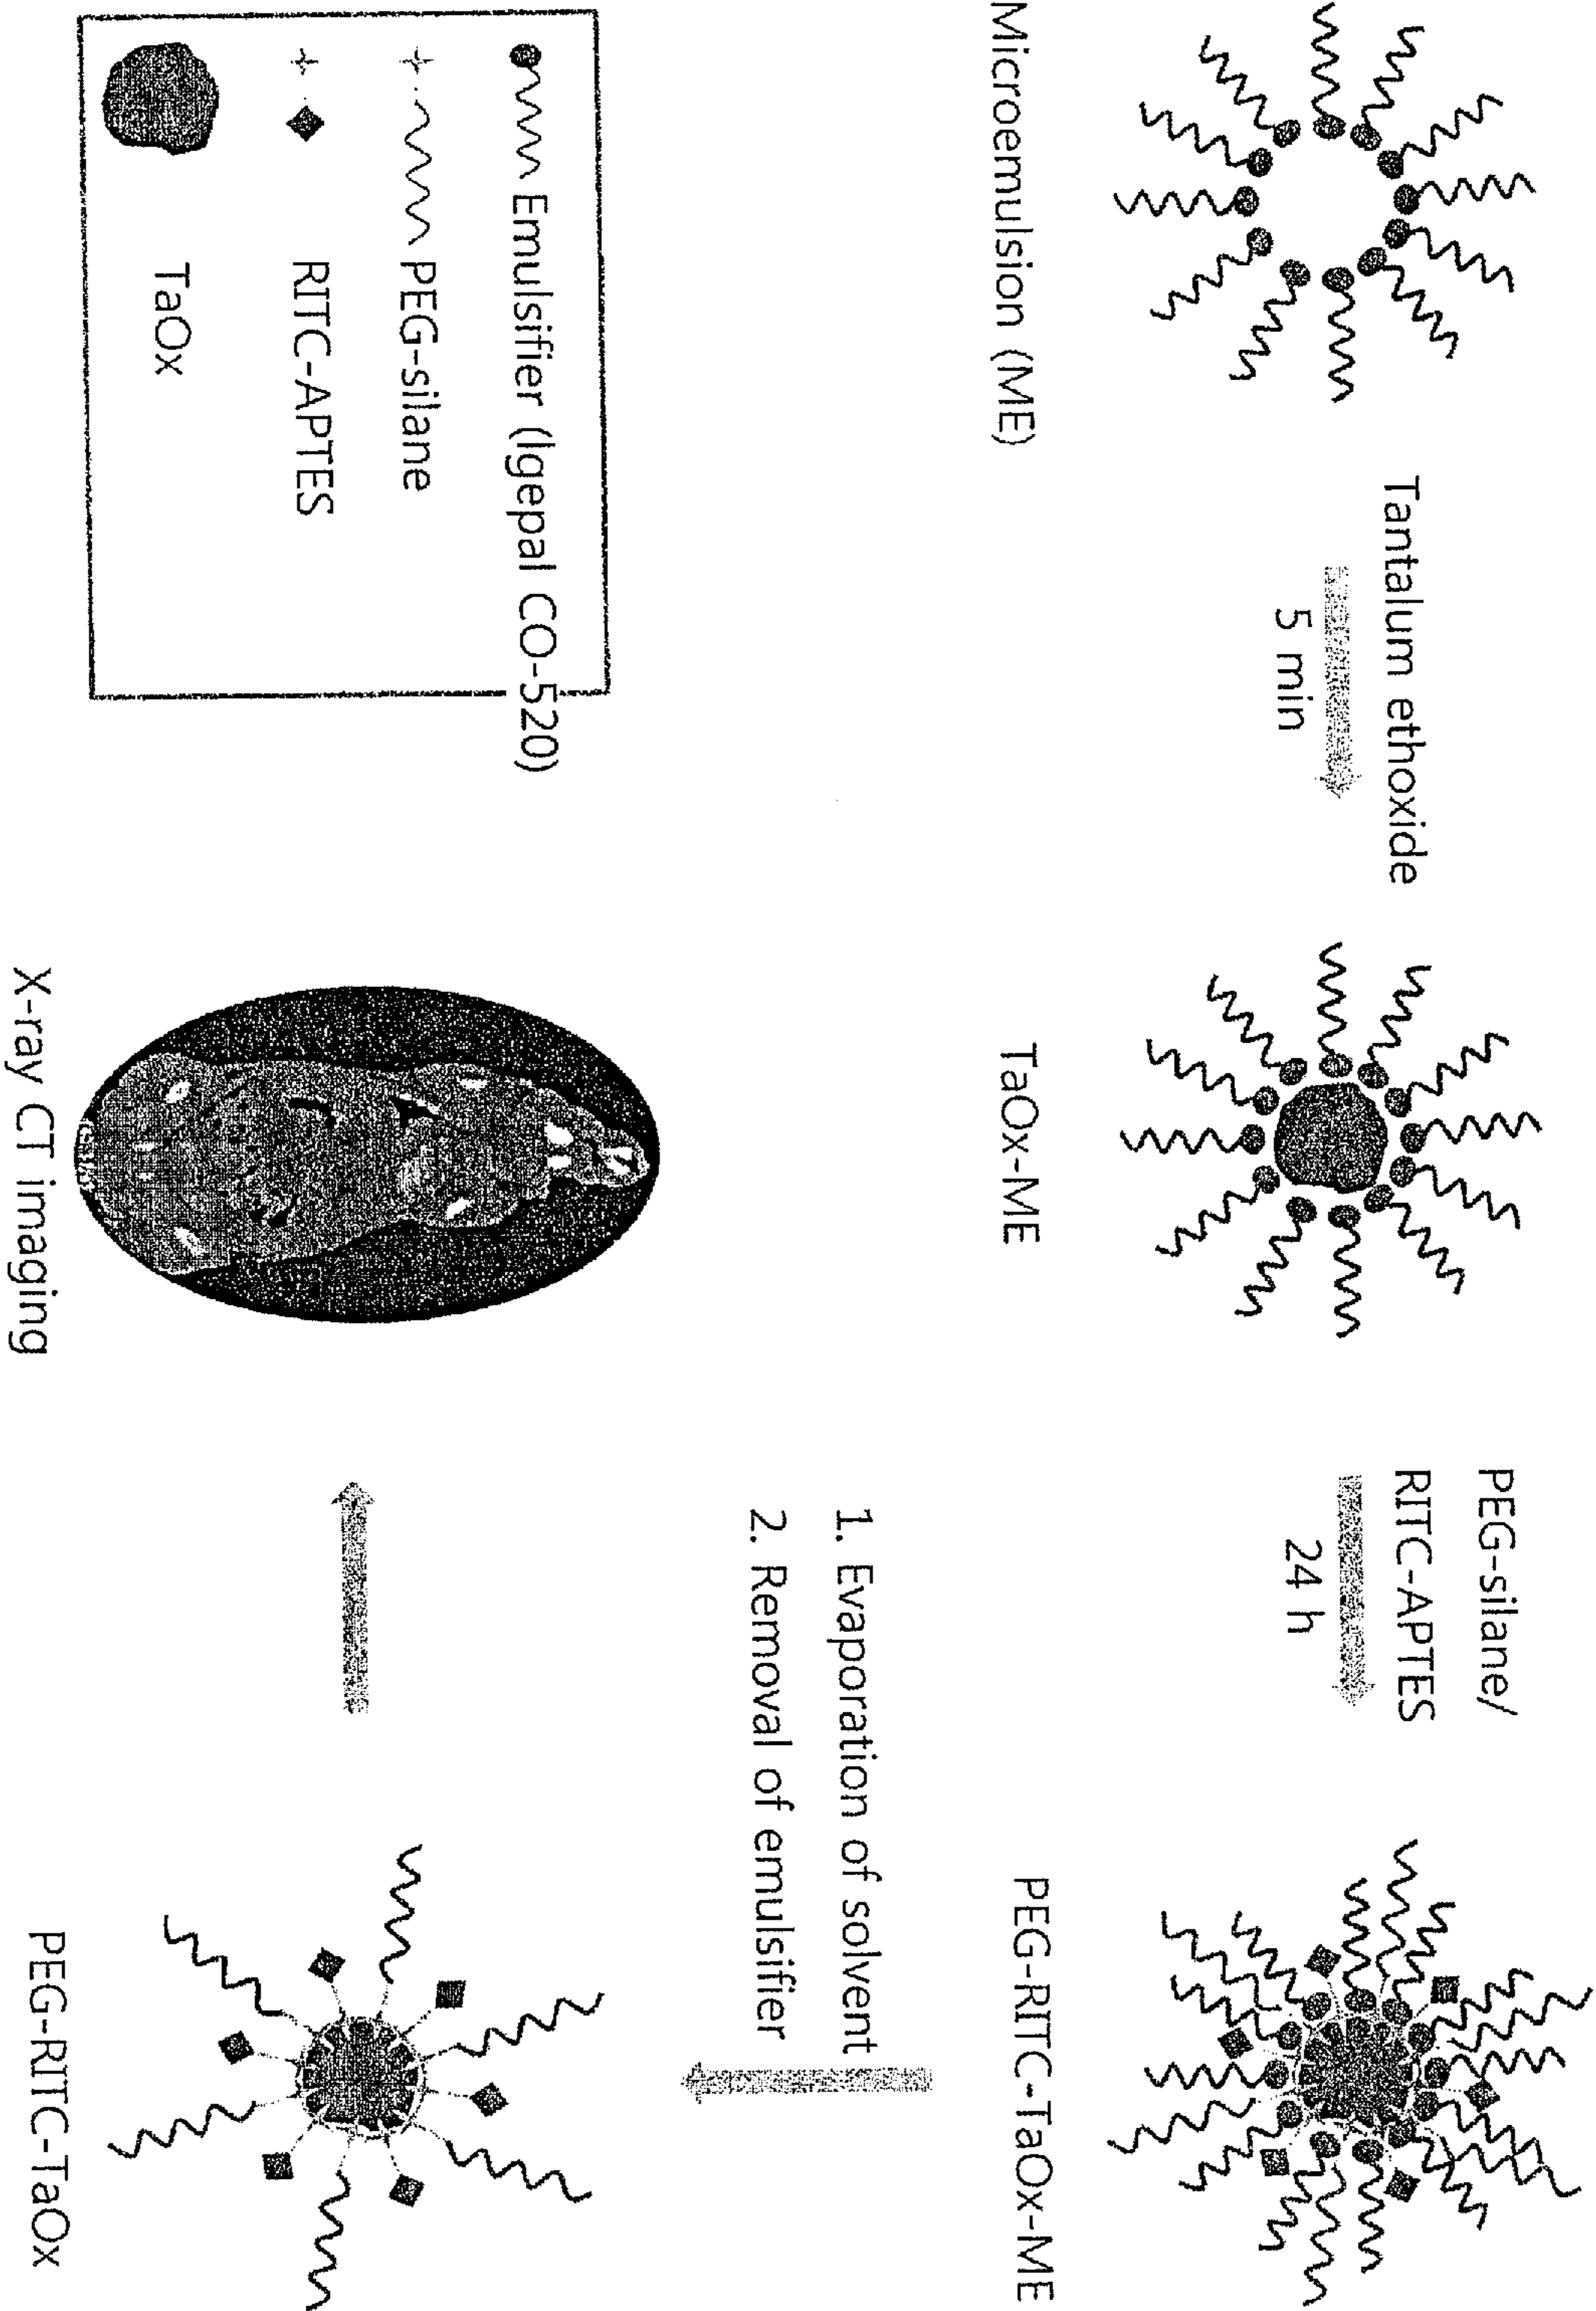 Tantalum ethoxide
5 min
PEG-silane/
RITC-APTES
24 h
Microemulsion (ME)
TaOx-ME
PEG-RITC-TaOx-ME
1. Evaporation of solvent
2. Removal of emulsifier
Emulsifier (Igepal CO-520)
PEG-silane
RITC-APTES
TaOx
X-ray CT imaging
PEG-RITC-TaOx